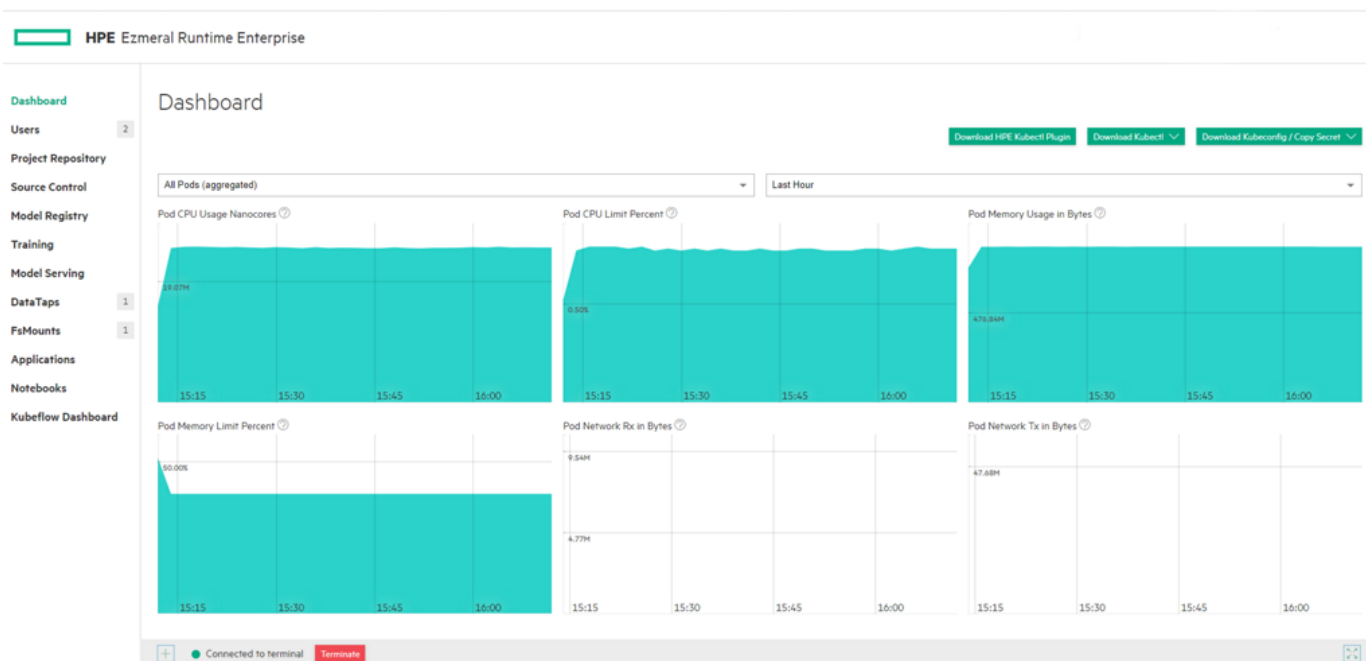 HPE Ezmeral Runtime Enterprise
Dashboard
Users 2
Project Repository
Source Control
Model Registry
Training
Model Serving
DataTaps 1
FsMounts 1
Applications
Notebooks
Kubeflow Dashboard
Dashboard
Download HPE Kubectl Plugin Download Kubectl Download Kubeconfig / Copy Secret
All Pods (aggregated) Last Hour
Pod CPU Usage Nanocores
19.07M
15:15 15:30 15:45 16:00
Pod CPU Limit Percent
0.50%
15:15 15:30 15:45 16:00
Pod Memory Usage in Bytes
476.84M
15:15 15:30 15:45 16:00
Pod Memory Limit Percent
50.00%
15:15 15:30 15:45 16:00
Pod Network Rx in Bytes
9.54M
4.77M
15:15 15:30 15:45 16:00
Pod Network Tx in Bytes
47.68M
15:15 15:30 15:45 16:00
Connected to terminal Terminate